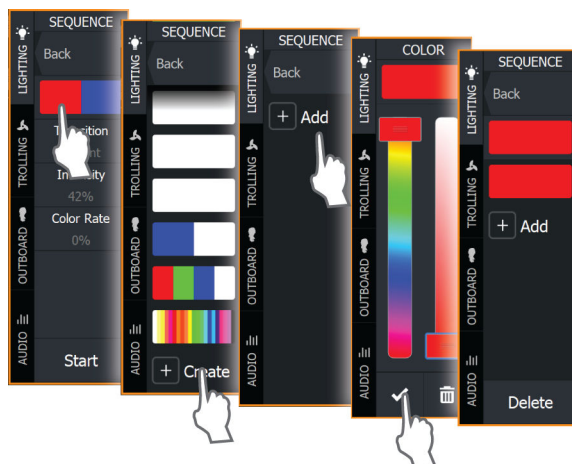 SEQUENCE
Back
Intensity
42%
Color Rate
0%
Start
LIGHTING
TROLLING
OUTBOARD
AUDIO
SEQUENCE
Back
+ Create
LIGHTING
TROLLING
OUTBOARD
AUDIO
SEQUENCE
Back
+ Add
LIGHTING
TROLLING
OUTBOARD
AUDIO
COLOR
LIGHTING
TROLLING
OUTBOARD
AUDIO
SEQUENCE
Back
+ Add
Delete
LIGHTING
TROLLING
OUTBOARD
AUDIO